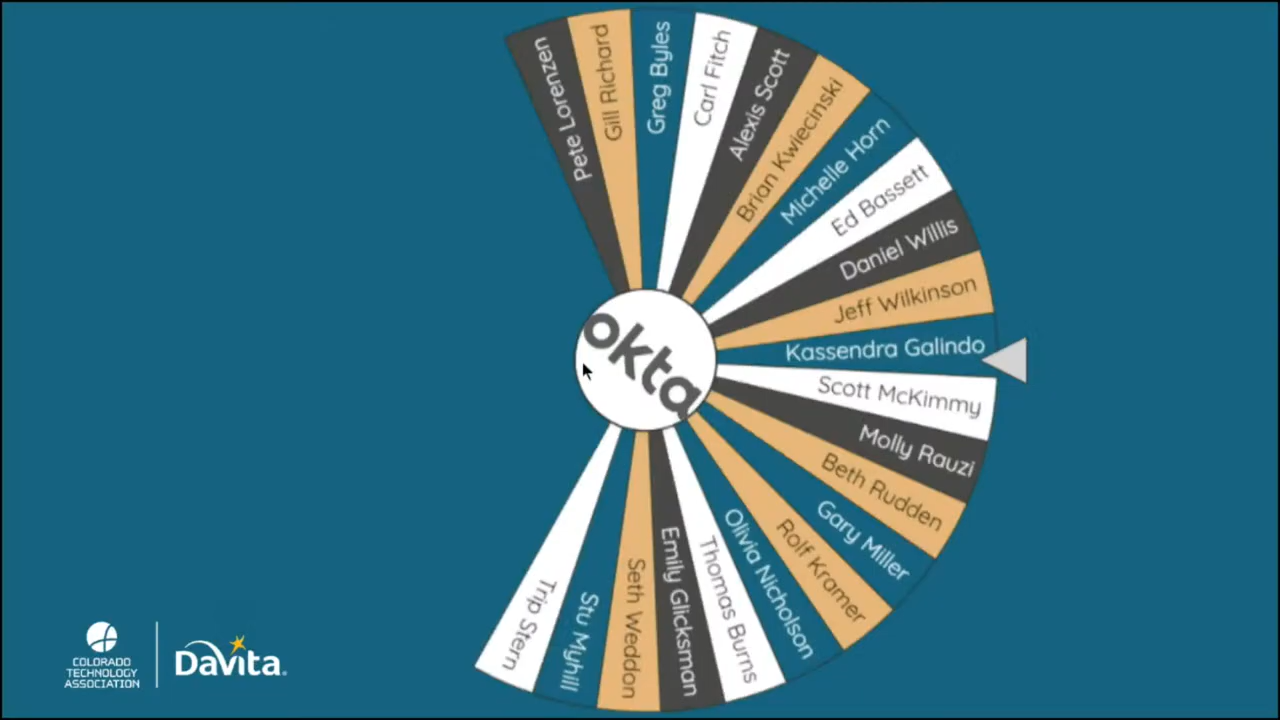 Pete Lorenzen
Gill Richard
Greg Byles
Carl Fitch
Alexis Scott
Brian Kwiecinski
Michelle Horn
Ed Bassett
Daniel Willis
Jeff Wilkinson
Kassendra Galindo
Scott McKimmy
Molly Rauzi
Beth Rudden
Gary Miller
Rolf Kramer
Olivia Nicholson
Thomas Burns
Emily Glicksman
Seth Weddon
Stu Myhill
Trip Stern
okta
COLORADO
TECHNOLOGY
ASSOCIATION
DaVita.